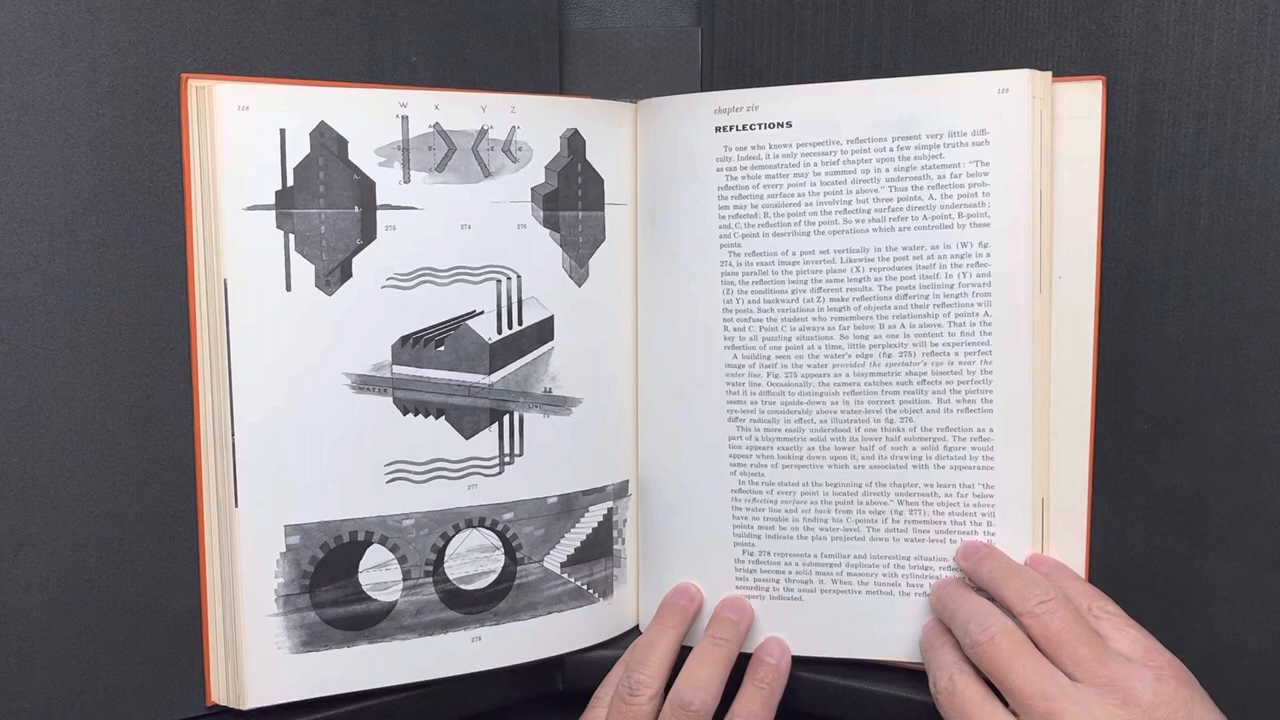 W X Y Z
A A A A
B B B B
C
A
B
C
275
274
276
A
WATER
LINE
C
277
278
chapter xiv
REFLECTIONS
To one who knows perspective, reflections present very little diffi-
culty. Indeed, it is only necessary to point out a few simple truths such
as can be demonstrated in a brief chapter upon the subject.
The whole matter may be summed up in a single statement: "The
reflection of every point is located directly underneath, as far below
the reflecting surface as the point is above." Thus the reflection prob-
lem may be considered as involving but three points, A, the point to
be reflected; B, the point on the reflecting surface directly underneath;
and, C, the reflection of the point. So we shall refer to A-point, B-point,
and C-point in describing the operations which are controlled by these
points.
The reflection of a post set vertically in the water, as in (W) fig.
274, is its exact image inverted. Likewise the post set at an angle in a
plane parallel to the picture plane (X) reproduces itself in the reflec-
tion, the reflection being the same length as the post itself. In (Y) and
(Z) the conditions give different results. The posts inclining forward
(at Y) and backward (at Z) make reflections differing in length from
the posts. Such variations in length of objects and their reflections will
not confuse the student who remembers the relationship of points A,
B, and C. Point C is always as far below B as A is above. That is the
key to all puzzling situations. So long as one is content to find the
reflection of one point at a time, little perplexity will be experienced.
A building seen on the water's edge (fig. 275) reflects a perfect
image of itself in the water provided the spectator's eye is near the
water line. Fig. 275 appears as a bisymmetric shape bisected by the
water line. Occasionally, the camera catches such effects so perfectly
that it is difficult to distinguish reflection from reality and the picture
seems as true upside-down as in its correct position. But when the
eye-level is considerably above water-level the object and its reflection
differ radically in effect, as illustrated in fig. 276.
This is more easily understood if one thinks of the reflection as a
part of a bisymmetric solid with its lower half submerged. The reflec-
tion appears exactly as the lower half of such a solid figure would
appear when looking down upon it, and its drawing is dictated by the
same rules of perspective which are associated with the appearance
of objects.
In the rule stated at the beginning of the chapter, we learn that "the
reflection of every point is located directly underneath, as far below
the reflecting surface as the point is above." When the object is above
the water line and set back from its edge (fig. 277), the student will
have no trouble in finding his C-points if he remembers that the B-
points must be on the water-level. The dotted lines underneath the
building indicate the plan projected down to water-level to
points.
Fig. 278 represents a familiar and interesting situation.
the reflection as a submerged duplicate of the bridge,
bridge become a solid mass of masonry with cylindrical
nels passing through it. When the tunnels have
according to the usual perspective method, the
properly indicated.